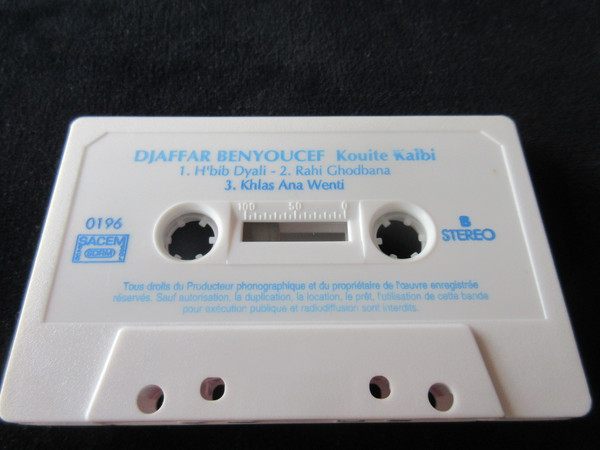 DJAFFAR BENYOUCEF Kouite Kalbi
1. H'bib Dyali - 2. Rahi Ghodbana
3. Khlas Ana Wenti
100 50 0
0196
B
SACEM
SDRM
STEREO
Tous droits du Producteur phonographique et du propriétaire de l'œuvre enregistrée
réservés. Sauf autorisation, la duplication, la location, le prêt, l'utilisation de cette bande
pour exécution publique et radiodiffusion sont interdits.